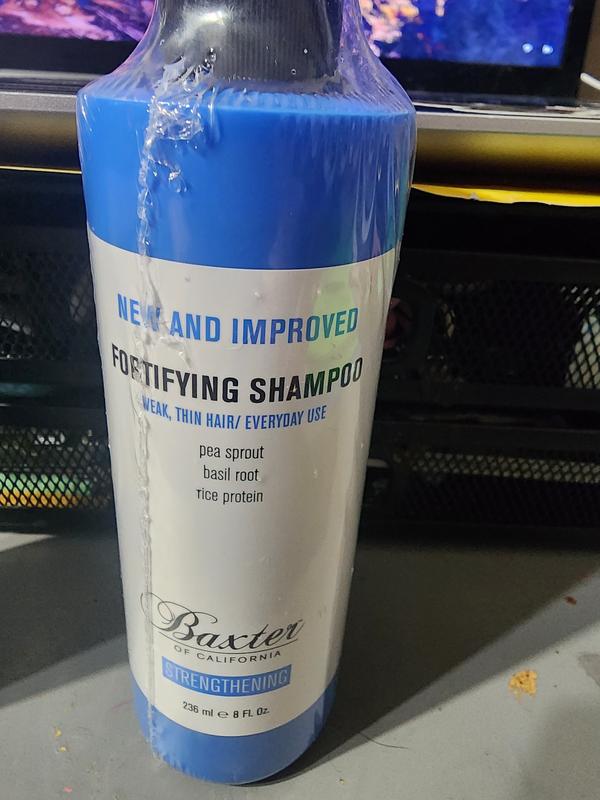 NEW AND IMPROVED
FORTIFYING SHAMPOO
WEAK, THIN HAIR/ EVERYDAY USE
pea sprout
basil root
rice protein
Baxter
OF CALIFORNIA
STRENGTHENING
236 ml ℮ 8 Fl. Oz.